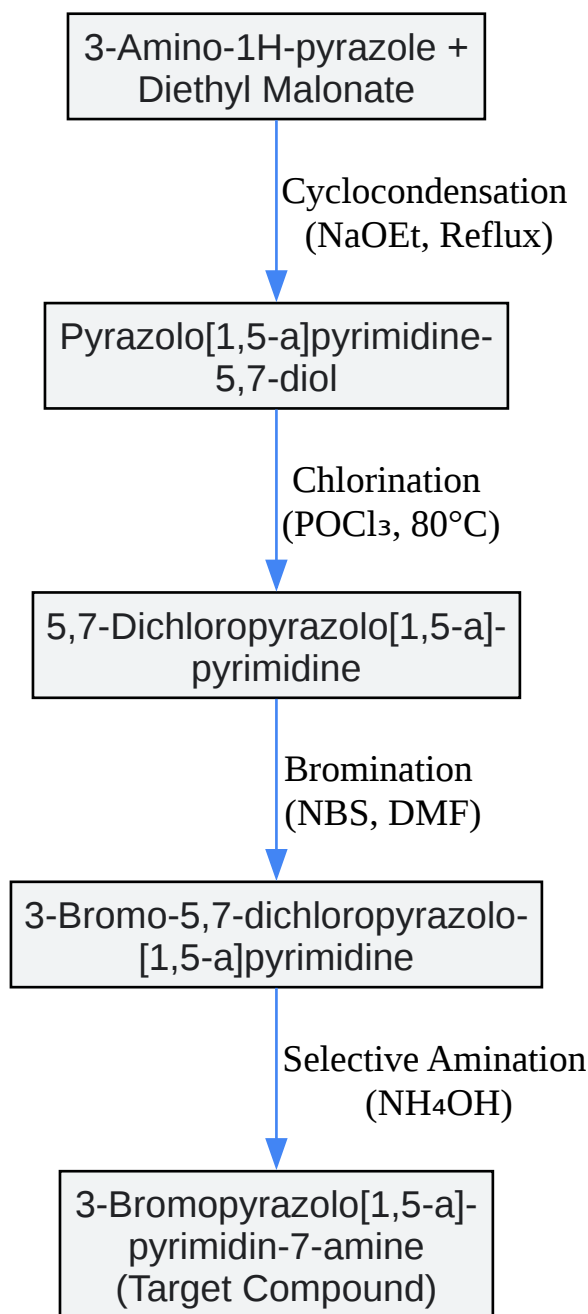 3-Amino-1H-pyrazole +
Diethyl Malonate
Cyclocondensation
(NaOEt, Reflux)
Pyrazolo[1,5-a]pyrimidine-
5,7-diol
Chlorination
(POCl₃, 80°C)
5,7-Dichloropyrazolo[1,5-a]-
pyrimidine
Bromination
(NBS, DMF)
3-Bromo-5,7-dichloropyrazolo-
[1,5-a]pyrimidine
Selective Amination
(NH₄OH)
3-Bromopyrazolo[1,5-a]-
pyrimidin-7-amine
(Target Compound)